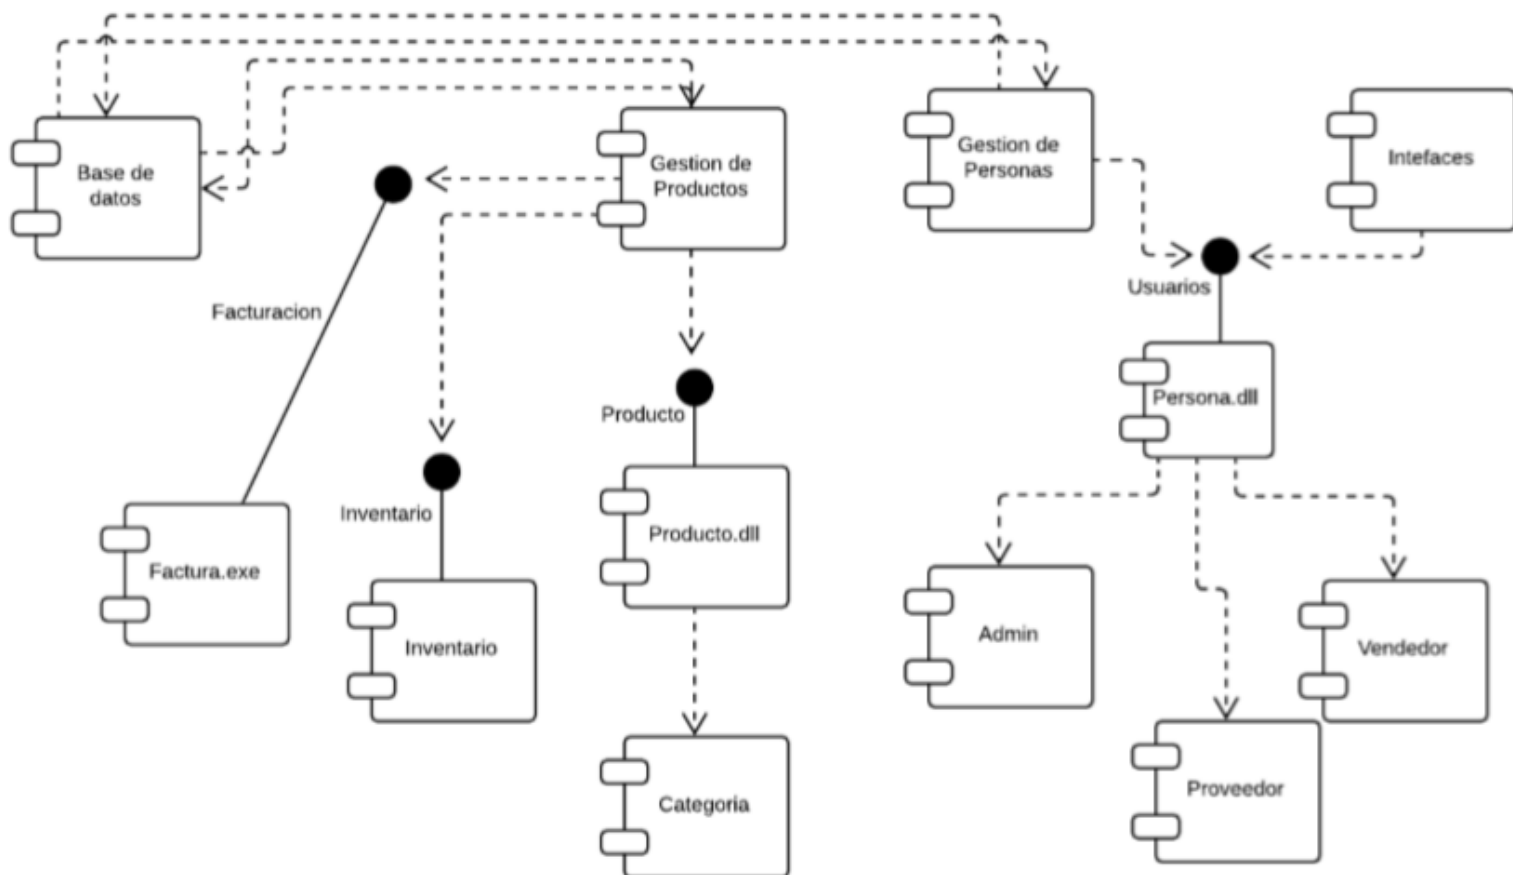 Base de
datos
Gestion de
Productos
Gestion de
Personas
Intefaces
Usuarios
Facturacion
Persona.dll
Producto
Inventario
Producto.dll
Factura.exe
Inventario
Admin
Vendedor
Proveedor
Categoria